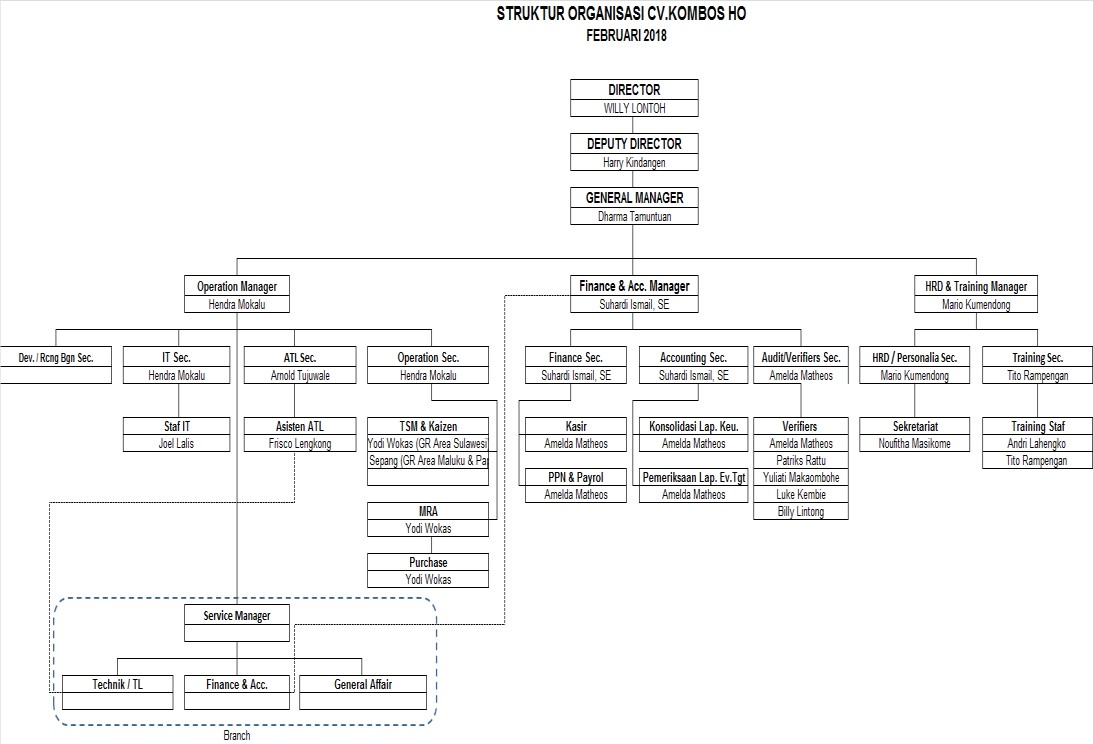 STRUKTUR ORGANISASI CV.KOMBOS HO
FEBRUARI 2018
DIRECTOR
WILLY LONTOH
DEPUTY DIRECTOR
Harry Kindangen
GENERAL MANAGER
Dharma Tamuntuan
Operation Manager
Hendra Mokalu
Finance & Acc. Manager
Suhardi Ismail, SE
HRD & Training Manager
Mario Kumendong
Dev. / Rcng Bgn Sec.
IT Sec.
Hendra Mokalu
ATL Sec.
Arnold Tujuwale
Operation Sec.
Hendra Mokalu
Finance Sec.
Suhardi Ismail, SE
Accounting Sec.
Suhardi Ismail, SE
Audit/Verifiers Sec.
Amelda Matheos
HRD / Personalia Sec.
Mario Kumendong
Training Sec.
Tito Rampengan
Staf IT
Joel Lalis
Asisten ATL
Frisco Lengkong
TSM & Kaizen
Yodi Wokas (GR Area Sulawesi)
Sepang (GR Area Maluku & Pap
Kasir
Amelda Matheos
Konsolidasi Lap. Keu.
Amelda Matheos
Verifiers
Amelda Matheos
Patriks Rattu
Yuliati Makaombohe
Luke Kembie
Billy Lintong
Sekretariat
Noufitha Masikome
Training Staf
Andri Lahengko
Tito Rampengan
PPN & Payrol
Amelda Matheos
Pemeriksaan Lap. Ev.Tgt
Amelda Matheos
MRA
Yodi Wokas
Purchase
Yodi Wokas
Service Manager
Technik / TL
Finance & Acc.
General Affair
Branch